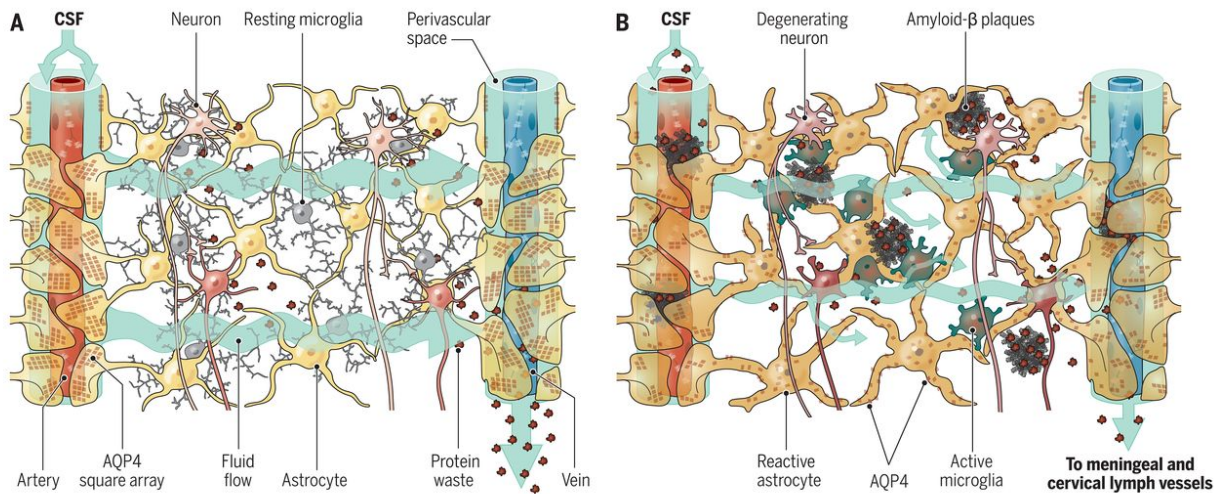 A
CSF
Neuron
Resting microglia
Perivascular
space
Artery
AQP4
square array
Fluid
flow
Astrocyte
Protein
waste
Vein
B
CSF
Degenerating
neuron
Amyloid-β plaques
Reactive
astrocyte
AQP4
Active
microglia
To meningeal and
cervical lymph vessels